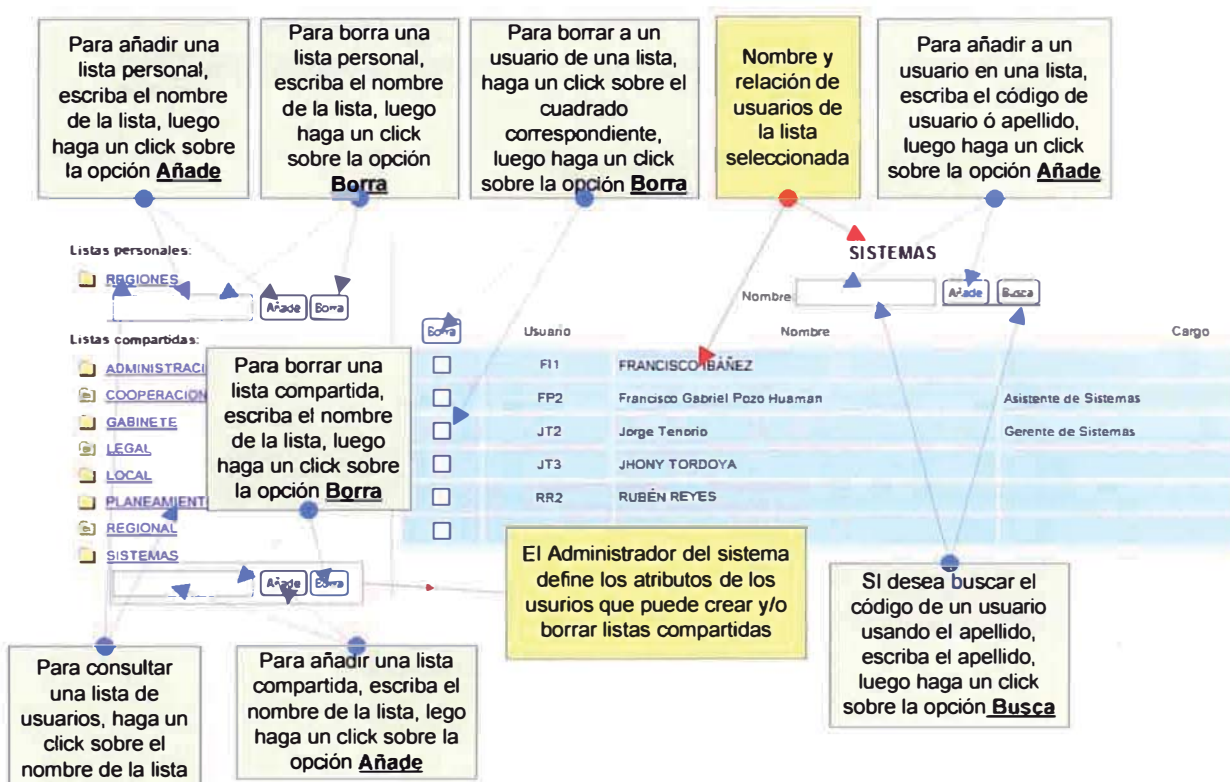 Para añadir una
lista personal,
escriba el nombre
de la lista, luego
haga un click sobre
la opción Añade
Para borra una
lista personal,
escriba el nombre
de la lista, luego
haga un click
sobre la opción
Borra
Para borrar a un
usuario de una lista,
haga un click sobre el
cuadrado
correspondiente,
luego haga un click
sobre la opción Borra
Nombre y
relación de
usuarios de
la lista
seleccionada
Para añadir a un
usuario en una lista,
escriba el código de
usuario ó apellido,
luego haga un click
sobre la opción Añade
Listas personales:
REGIONES
Añade Borra
Listas compartidas:
ADMINISTRACI
COOPERACION
GABINETE
LEGAL
LOCAL
PLANEAMIENT
REGIONAL
SISTEMAS
Añade Borra
Para borrar una
lista compartida,
escriba el nombre
de la lista, luego
haga un click sobre
la opción Borra
SISTEMAS
Nombre Añade Busca
Borra Usuario Nombre Cargo
FI1 FRANCISCO IBÁÑEZ
FP2 Francisco Gabriel Pozo Huaman Asistente de Sistemas
JT2 Jorge Tenorio Gerente de Sistemas
JT3 JHONY TORDOYA
RR2 RUBÉN REYES
El Administrador del sistema
define los atributos de los
usurios que puede crear y/o
borrar listas compartidas
SI desea buscar el
código de un usuario
usando el apellido,
escriba el apellido,
luego haga un click
sobre la opción Busca
Para consultar
una lista de
usuarios, haga un
click sobre el
nombre de la lista
Para añadir una lista
compartida, escriba el
nombre de la lista, lego
haga un click sobre la
opción Añade